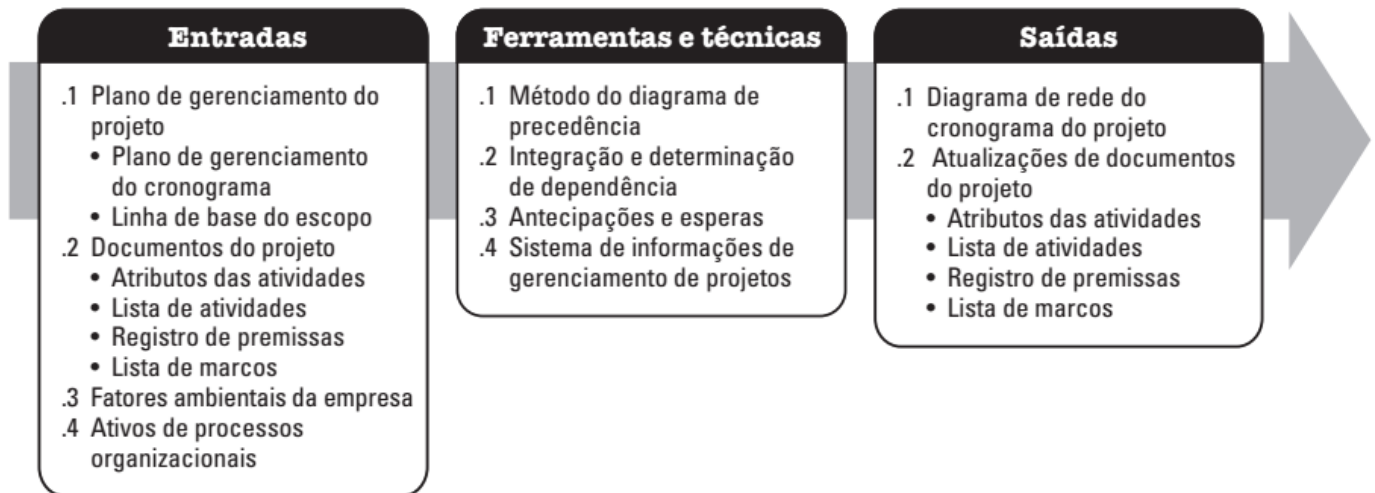 Entradas
.1 Plano de gerenciamento do
projeto
• Plano de gerenciamento
do cronograma
• Linha de base do escopo
.2 Documentos do projeto
• Atributos das atividades
• Lista de atividades
• Registro de premissas
• Lista de marcos
.3 Fatores ambientais da empresa
.4 Ativos de processos
organizacionais
Ferramentas e técnicas
.1 Método do diagrama de
precedência
.2 Integração e determinação
de dependência
.3 Antecipações e esperas
.4 Sistema de informações de
gerenciamento de projetos
Saídas
.1 Diagrama de rede do
cronograma do projeto
.2 Atualizações de documentos
do projeto
• Atributos das atividades
• Lista de atividades
• Registro de premissas
• Lista de marcos